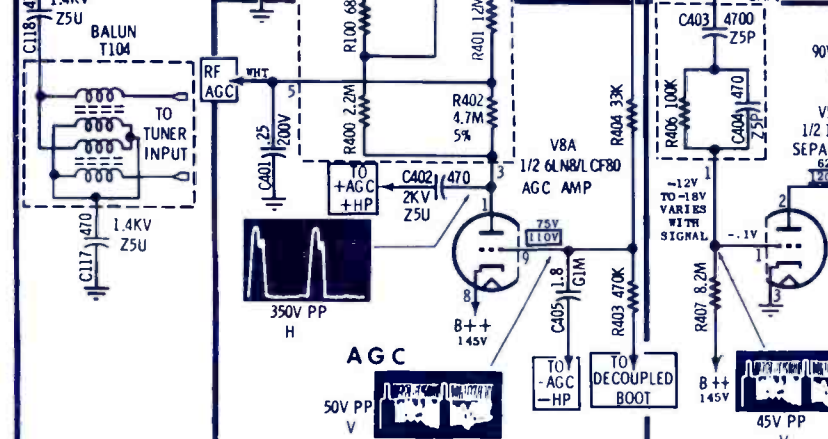 C118
1.4KV
Z5U
BALUN
T104
TO
TUNER
INPUT
C117
470
1.4KV
Z5U
RF
AGC
WHT
5
R100 68
R400 2.2M
C401 .25
200V
R401 12M
R402
4.7M
5%
3
TO
+AGC
+HP
C402 470
2KV
Z5U
350V PP
H
V8A
1/2 6LN8/LCF80
AGC AMP
1
75V
110V
9
8
B++
145V
AGC
50V PP
V
C405 1.8
G1M
TO
-AGC
-HP
R404 33K
R403 470K
TO
DECOUPLED
BOOT
C403 4700
Z5P
R406 100K
C404 470
Z5P
1
-12V
TO-18V
VARIES
WITH
SIGNAL
-.1V
1
2
3
R407 8.2M
B++
145V
45V PP
V
90V
1/2
SEPA